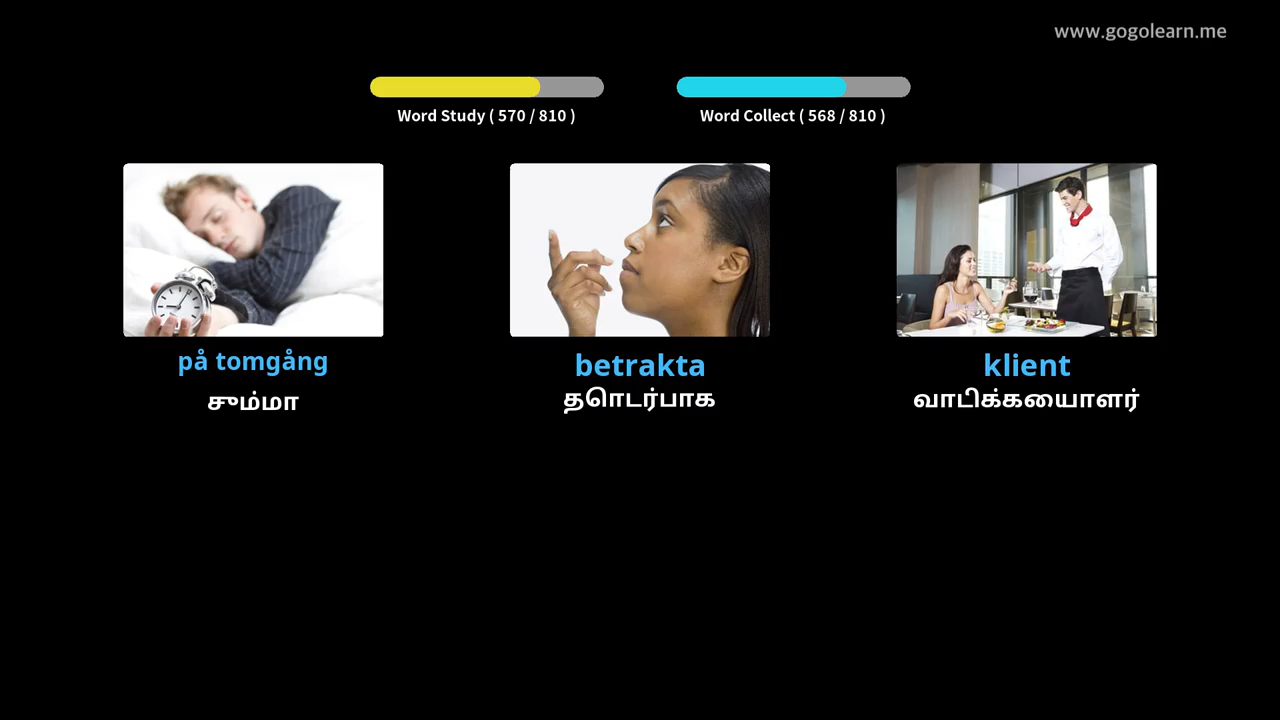 www.gogolearn.me
Word Study ( 570 / 810 )
Word Collect ( 568 / 810 )
på tomgång
betrakta
klient
சும்மா
தொடர்பாக
வாடிக்கையாளர்